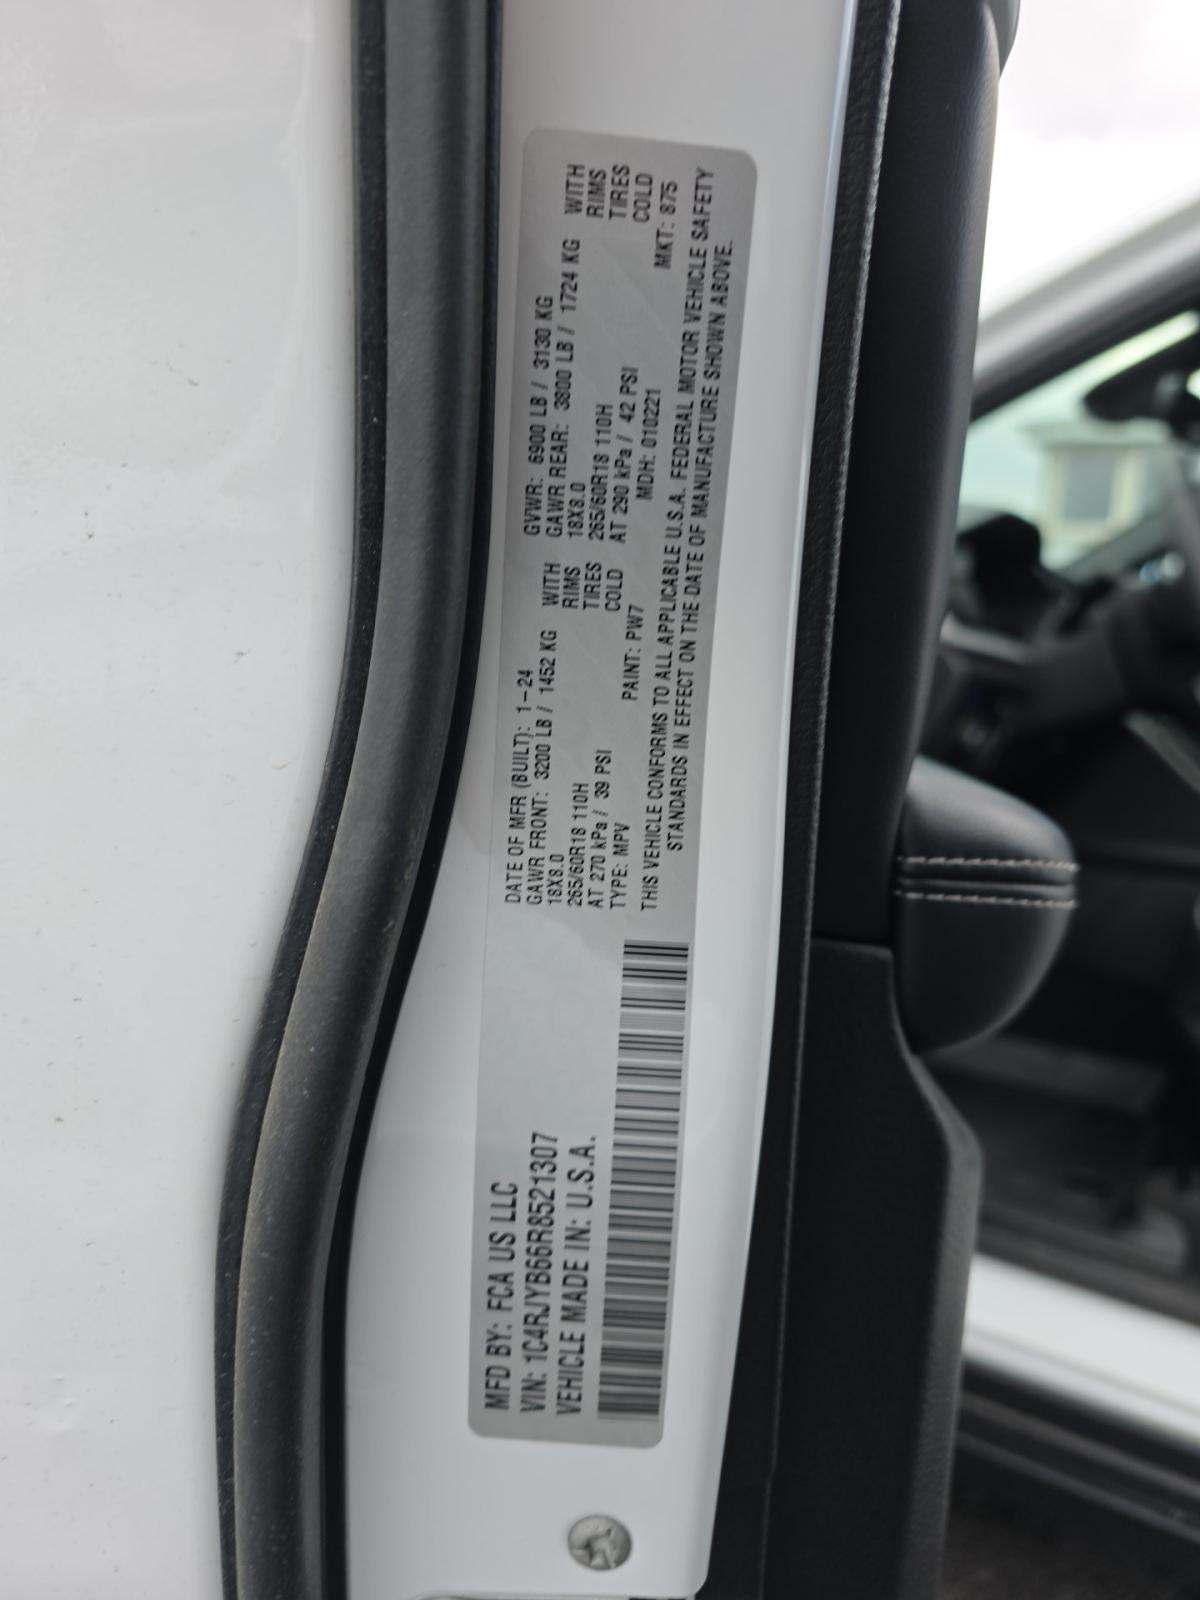 MFD BY: FCA US LLC
VIN: 1C4RJYB66R8521307
VEHICLE MADE IN: U.S.A.
DATE OF MFR (BUILT): 1-24 GVWR: 6900 LB / 3130 KG
GAWR FRONT: 3200 LB / 1452 KG WITH GAWR REAR: 3800 LB / 1724 KG WITH
18X8.0 RIMS 18X8.0 RIMS
265/60R18 110H TIRES 265/60R18 110H TIRES
AT 270 kPa / 39 PSI COLD AT 290 kPa / 42 PSI COLD
TYPE: MPV PAINT: PW7 MDH: 010221 MKT: 875
THIS VEHICLE CONFORMS TO ALL APPLICABLE U.S.A. FEDERAL MOTOR VEHICLE SAFETY
STANDARDS IN EFFECT ON THE DATE OF MANUFACTURE SHOWN ABOVE.